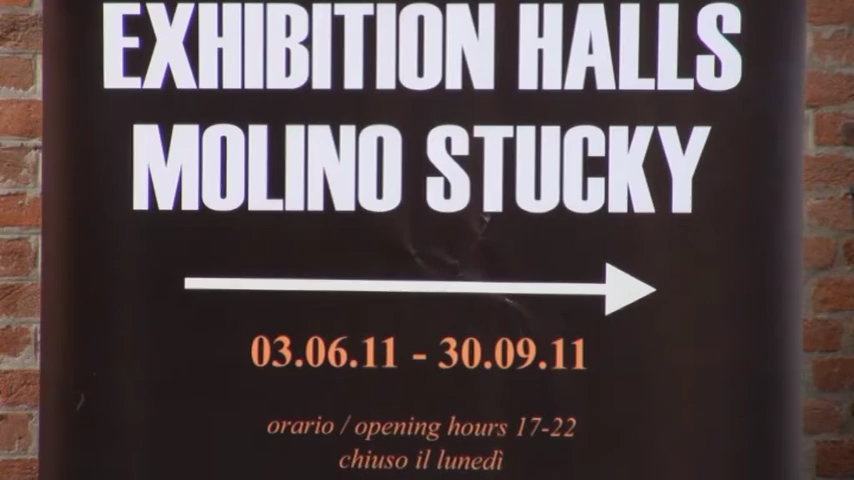 EXHIBITION HALLS
MOLINO STUCKY
03.06.11 - 30.09.11
orario / opening hours 17-22
chiuso il lunedì